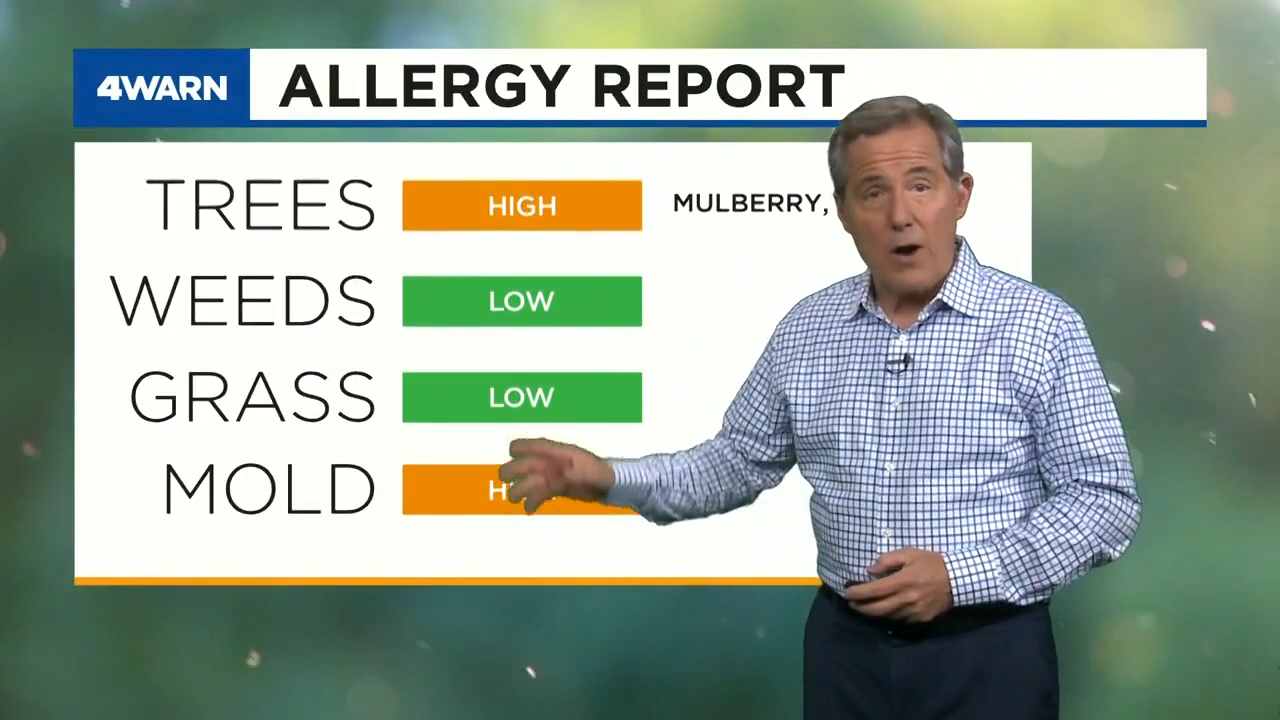 4WARN ALLERGY REPORT
TREES HIGH MULBERRY,
WEEDS LOW
GRASS LOW
MOLD